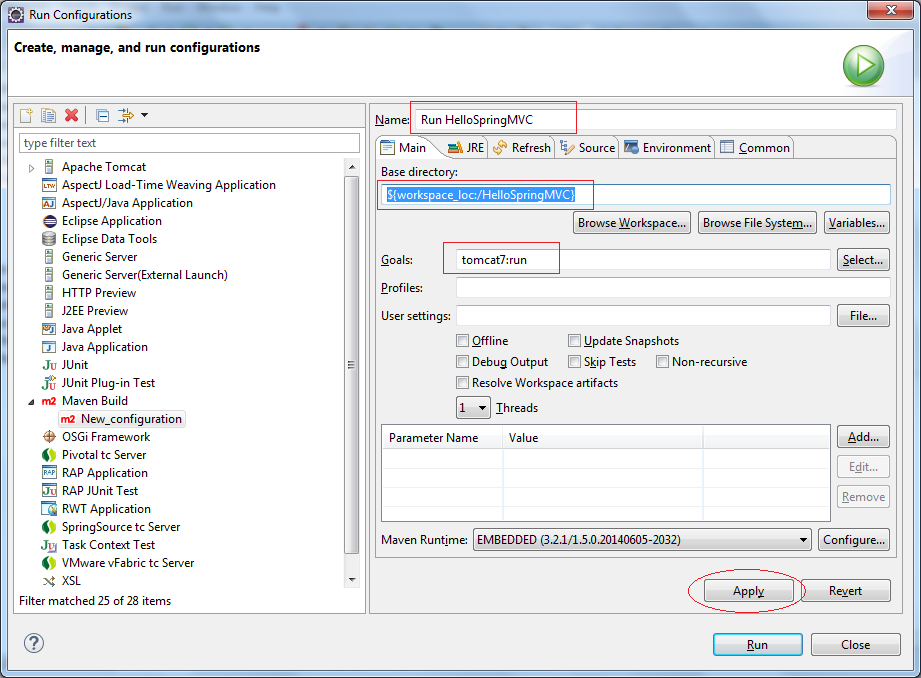 Run Configurations
Create, manage, and run configurations
type filter text
Apache Tomcat
AspectJ Load-Time Weaving Application
AspectJ/Java Application
Eclipse Application
Eclipse Data Tools
Generic Server
Generic Server(External Launch)
HTTP Preview
J2EE Preview
Java Applet
Java Application
JUnit
JUnit Plug-in Test
Maven Build
New_configuration
OSGi Framework
Pivotal tc Server
RAP Application
RAP JUnit Test
RWT Application
SpringSource tc Server
Task Context Test
VMware vFabric tc Server
XSL
Filter matched 25 of 28 items
Name: Run HelloSpringMVC
Main JRE Refresh Source Environment Common
Base directory:
${workspace_loc:/HelloSpringMVC}
Browse Workspace... Browse File System... Variables...
Goals: tomcat7:run Select...
Profiles:
User settings: File...
Offline Update Snapshots
Debug Output Skip Tests Non-recursive
Resolve Workspace artifacts
1 Threads
Parameter Name Value Add...
Edit...
Remove
Maven Runtime: EMBEDDED (3.2.1/1.5.0.20140605-2032) Configure...
Apply Revert
Run Close